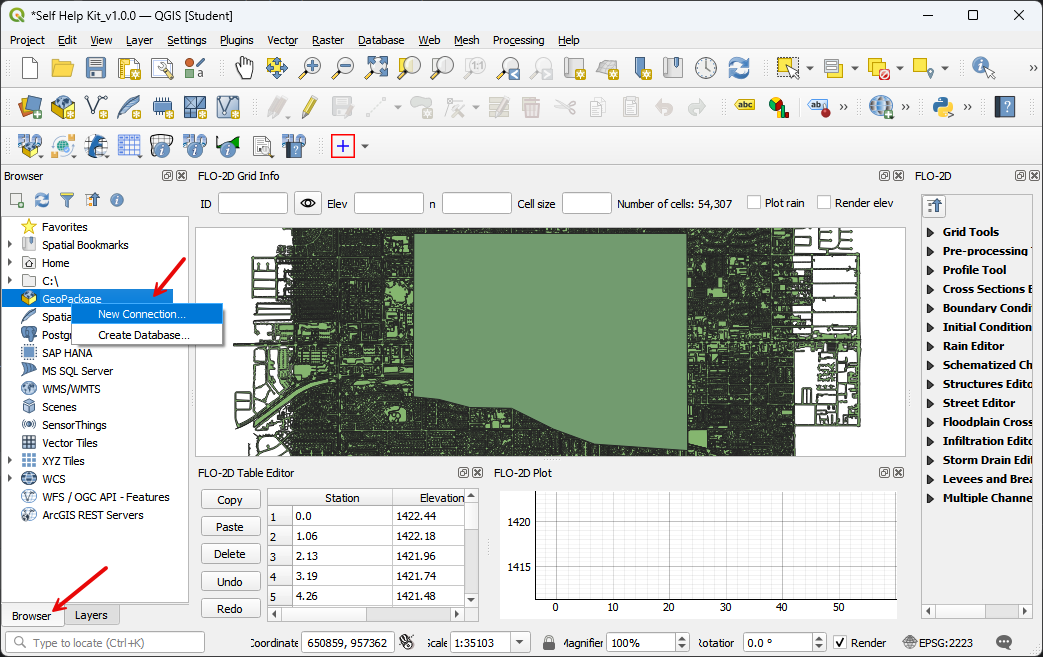 *Self Help Kit_v1.0.0 — QGIS [Student]
Project Edit View Layer Settings Plugins Vector Raster Database Web Mesh Processing Help
1:1
abc
ab
Browser
FLO-2D Grid Info
FLO-2D
ID
Elev
n
Cell size
Number of cells: 54,307
Plot rain
Render elev
Favorites
Spatial Bookmarks
Home
C:\
GeoPackage
New Connection...
Spatia
Create Database...
Postg
SAP HANA
MS SQL Server
WMS/WMTS
Scenes
SensorThings
Vector Tiles
XYZ Tiles
WCS
WFS / OGC API - Features
ArcGIS REST Servers
Browser Layers
Grid Tools
Pre-processing T
Profile Tool
Cross Sections E
Boundary Condi
Initial Condition
Rain Editor
Schematized Ch
Structures Edito
Street Editor
Floodplain Cross
Infiltration Edito
Storm Drain Edi
Levees and Brea
Multiple Channe
FLO-2D Table Editor
Copy
Paste
Delete
Undo
Redo
Station Elevation
1 0.0 1422.44
2 1.06 1422.18
3 2.13 1421.96
4 3.19 1421.74
5 4.26 1421.48
FLO-2D Plot
1420
1415
0 10 20 30 40 50
Type to locate (Ctrl+K)
Coordinate 650859, 957362
Scale 1:35103
Magnifier 100%
Rotation 0.0 °
Render
EPSG:2223